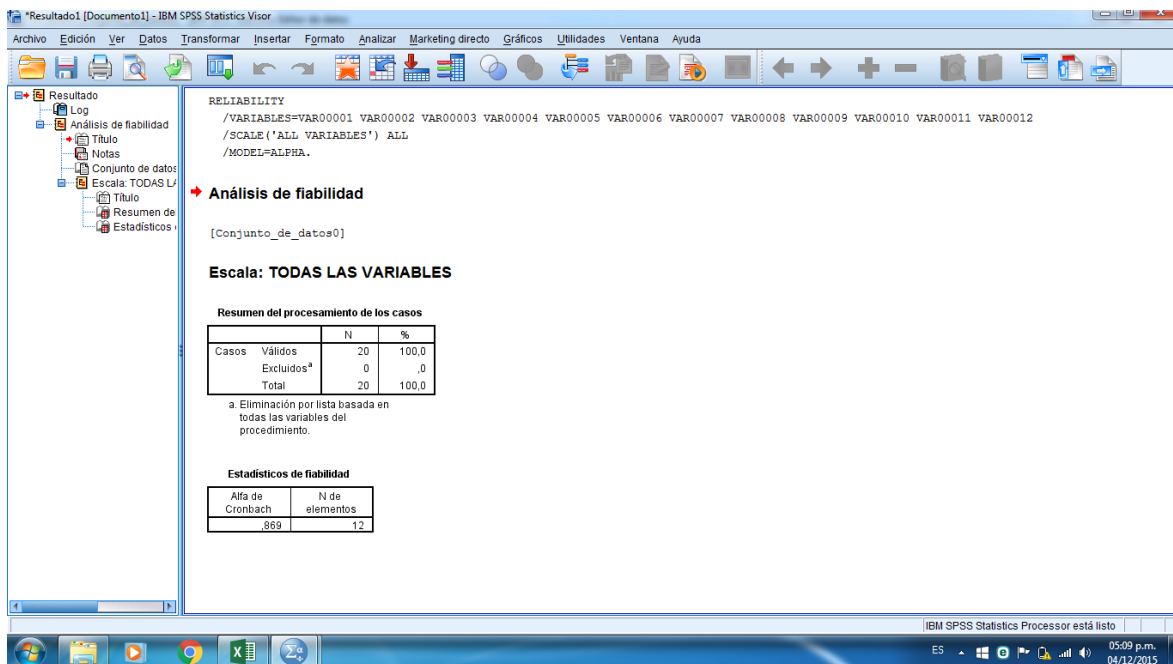 *Resultado1 [Documento1] - IBM SPSS Statistics Visor
Archivo Edición Ver Datos Transformar Insertar Formato Analizar Marketing directo Gráficos Utilidades Ventana Ayuda
Resultado
Log
Análisis de fiabilidad
Título
Notas
Conjunto de datos
Escala: TODAS LA
Título
Resumen de
Estadísticos
RELIABILITY
/VARIABLES=VAR00001 VAR00002 VAR00003 VAR00004 VAR00005 VAR00006 VAR00007 VAR00008 VAR00009 VAR00010 VAR00011 VAR00012
/SCALE('ALL VARIABLES') ALL
/MODEL=ALPHA.
Análisis de fiabilidad
[Conjunto_de_datos0]
Escala: TODAS LAS VARIABLES
Resumen del procesamiento de los casos
N %
Casos Válidos 20 100,0
Excluidosa 0 ,0
Total 20 100,0
a. Eliminación por lista basada en
todas las variables del
procedimiento.
Estadísticos de fiabilidad
Alfa de Cronbach N de elementos
,869 12
IBM SPSS Statistics Processor está listo
ES
05:09 p.m.
04/12/2015